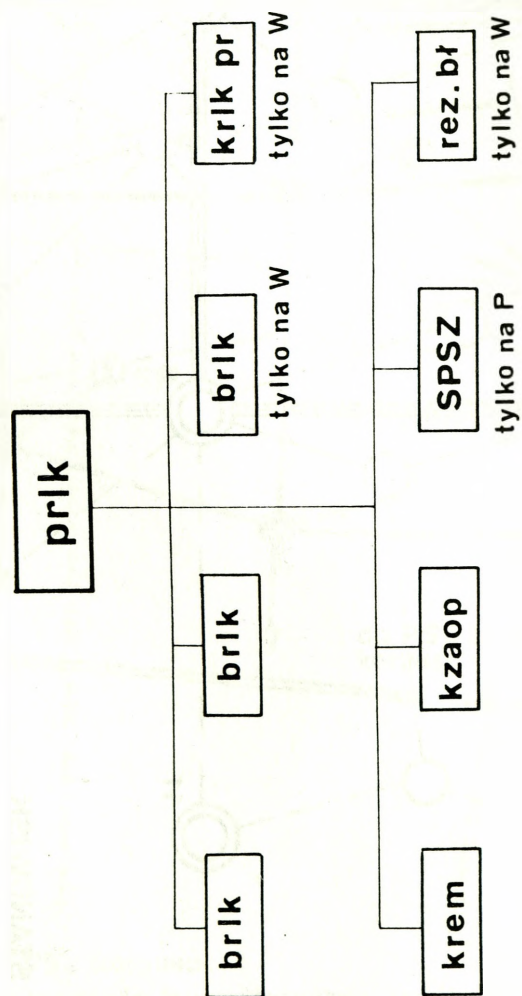 prlk
brlk
brlk
brlk
tylko na W
krlk pr
tylko na W
krem
kzaop
SPSZ
tylko na P
rez.bł
tylko na W